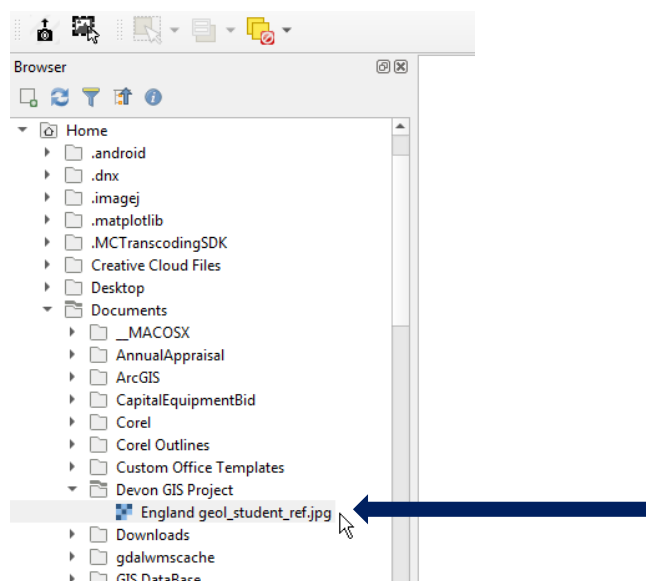 Browser
Home
.android
.dnx
.imagej
.matplotlib
.MCTranscodingSDK
Creative Cloud Files
Desktop
Documents
__MACOSX
AnnualAppraisal
ArcGIS
CapitalEquipmentBid
Corel
Corel Outlines
Custom Office Templates
Devon GIS Project
England geol_student_ref.jpg
Downloads
gdalwmscache
GIS DataBase